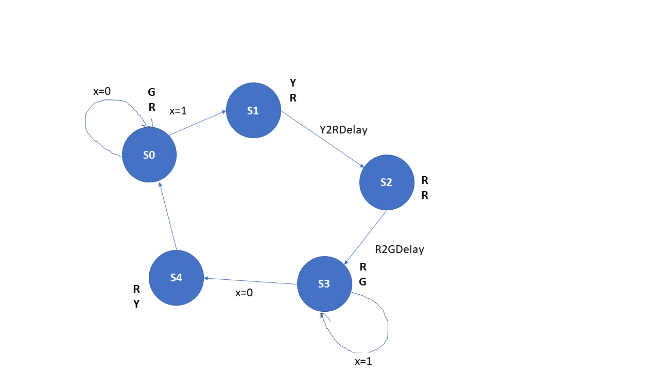 x=0
G
R
x=1
S0
S1
Y
R
Y2RDelay
S2
R
R
R2GDelay
S3
R
G
x=1
x=0
S4
R
Y